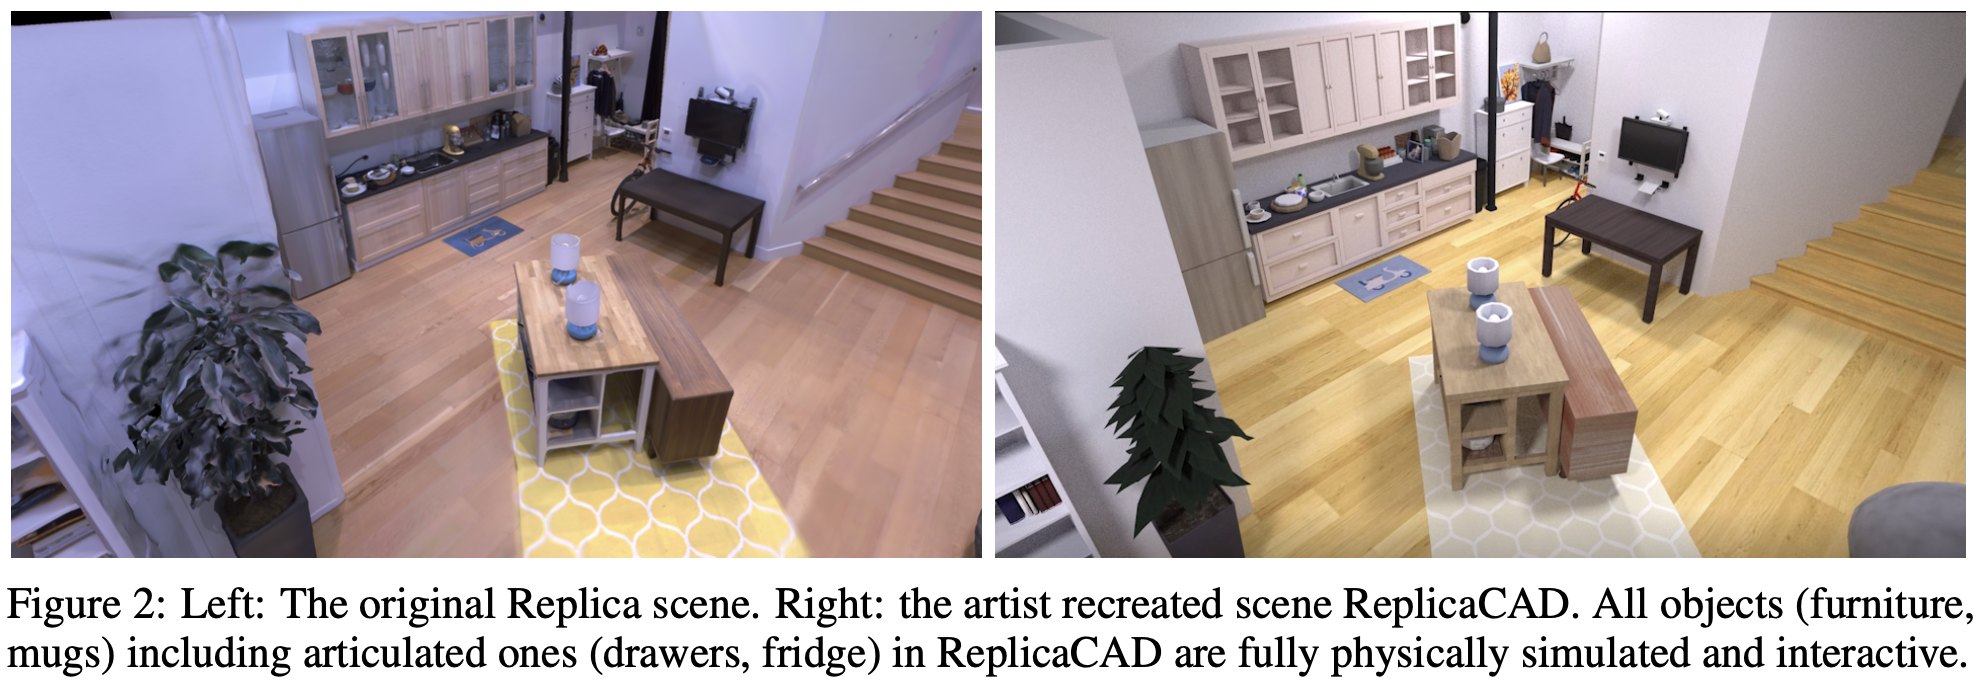 Figure 2: Left: The original Replica scene. Right: the artist recreated scene ReplicaCAD. All objects (furniture,
mugs) including articulated ones (drawers, fridge) in ReplicaCAD are fully physically simulated and interactive.